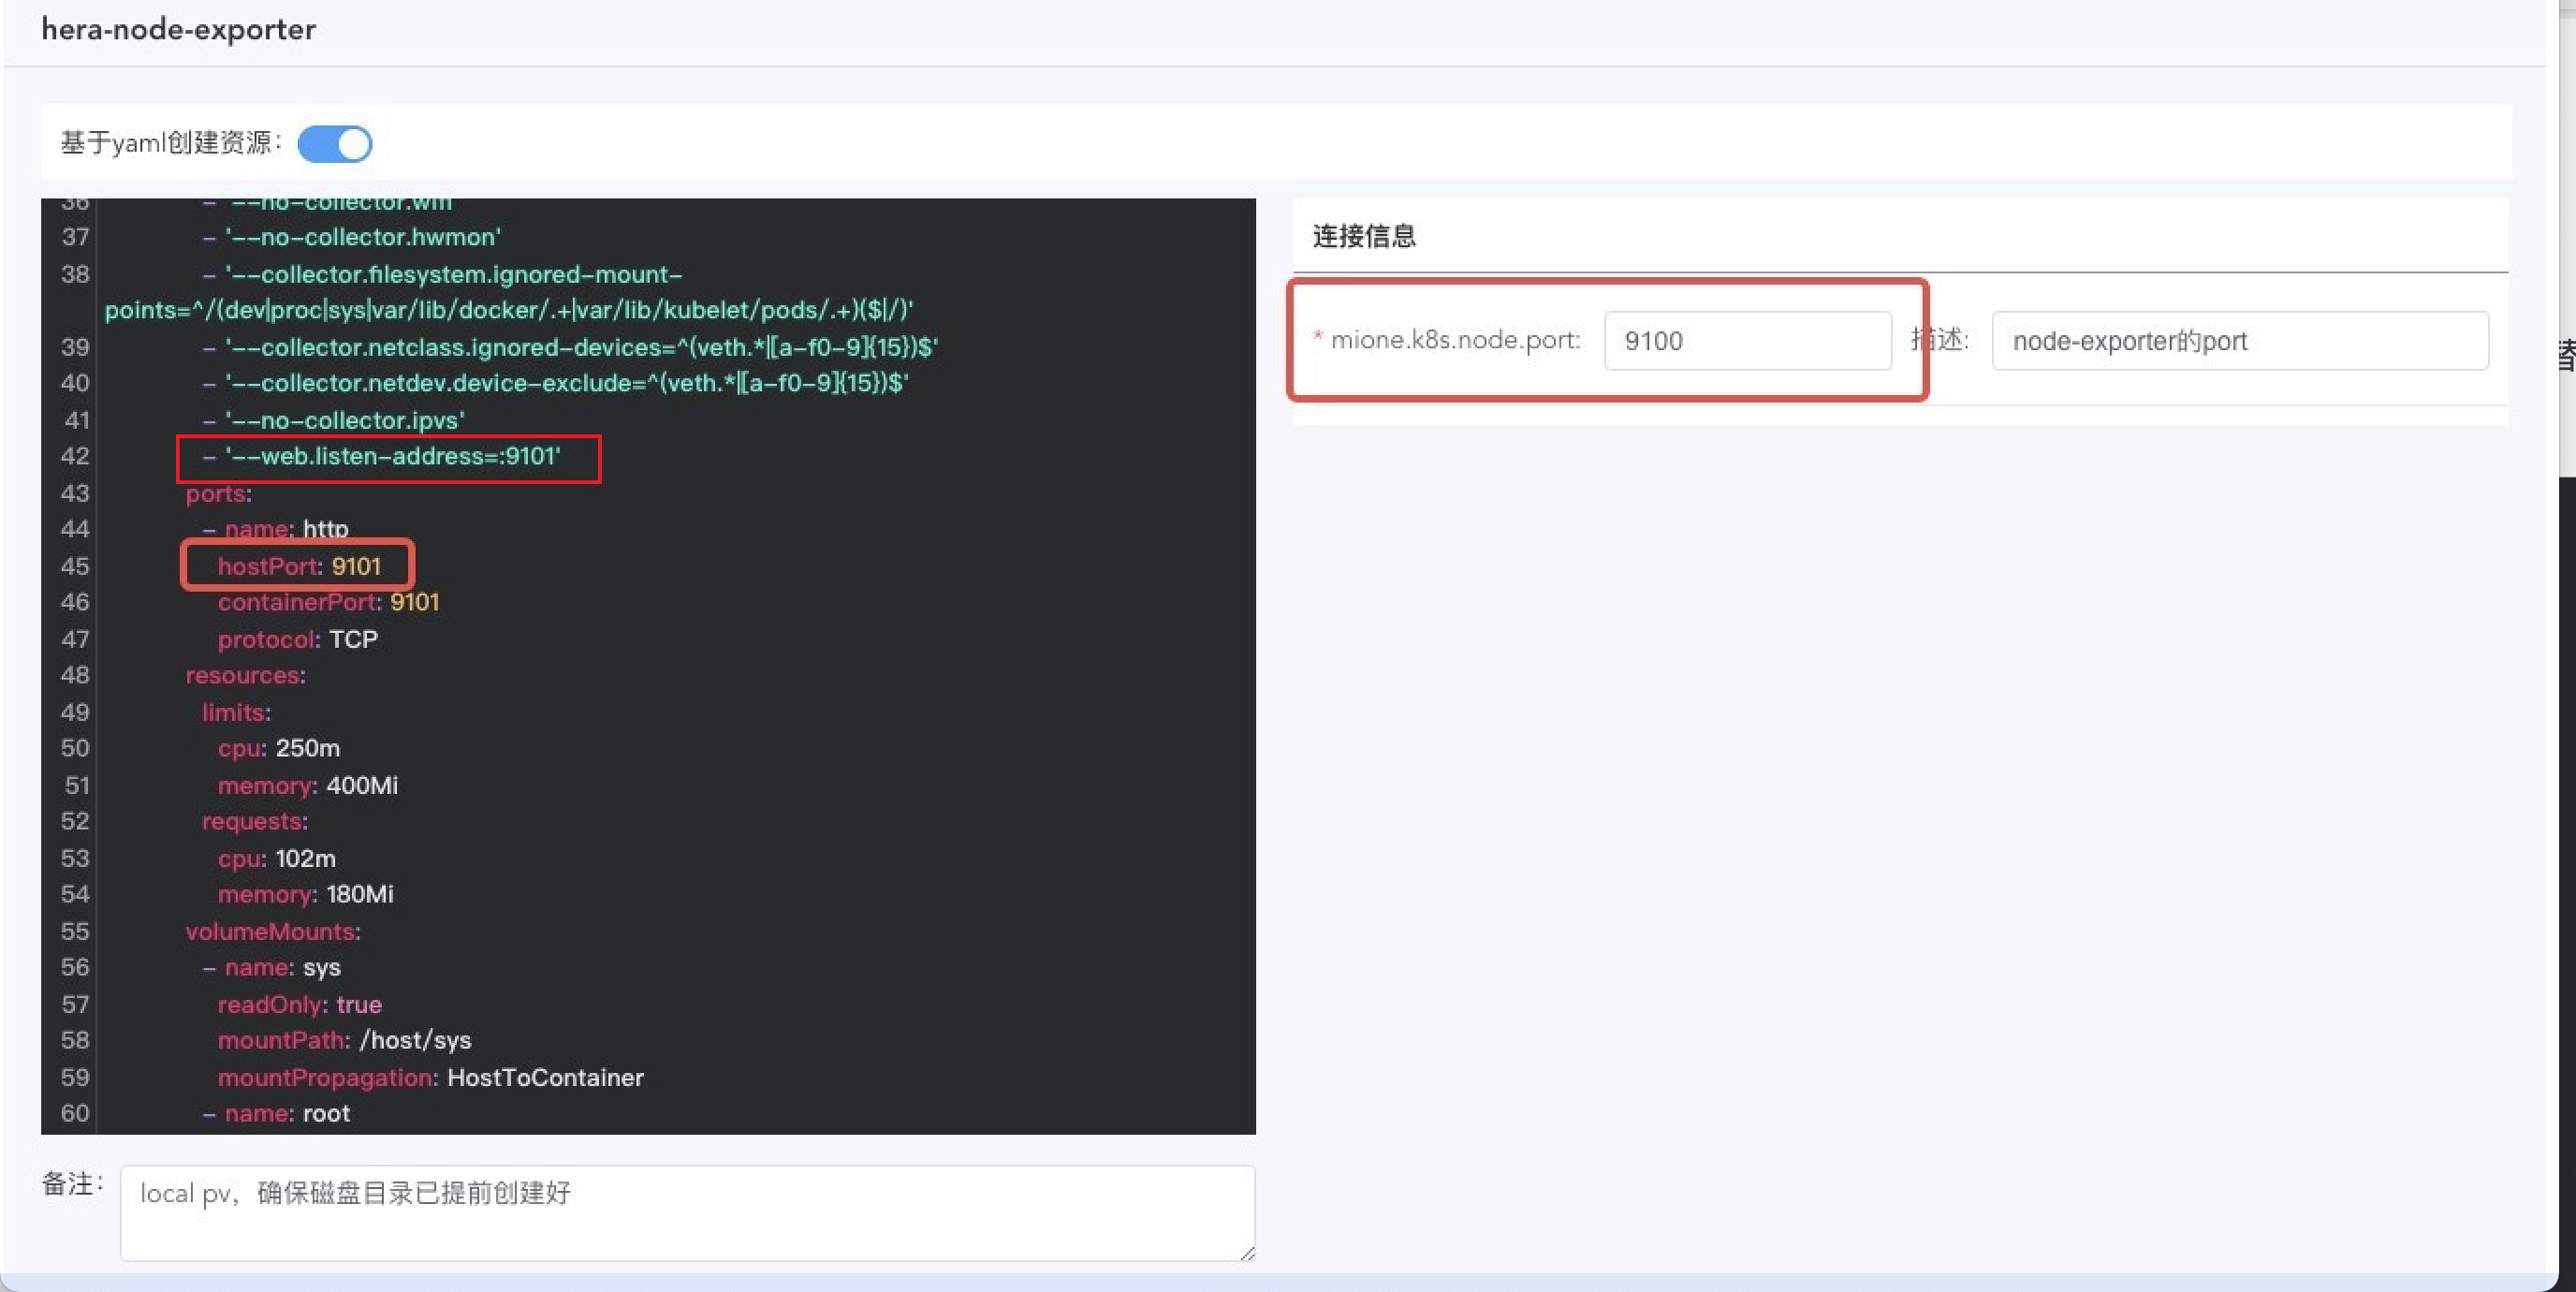 hera-node-exporter
基于yaml创建资源：
36 - '--no-collector.wifi'
37 - '--no-collector.hwmon'
38 - '--collector.filesystem.ignored-mount-
points=^/(dev|proc|sys|var/lib/docker/.+|var/lib/kubelet/pods/.+)($|/)'
39 - '--collector.netclass.ignored-devices=^(veth.*|[a-f0-9]{15})$'
40 - '--collector.netdev.device-exclude=^(veth.*|[a-f0-9]{15})$'
41 - '--no-collector.ipvs'
42 - '--web.listen-address=:9101'
43 ports:
44 - name: http
45 hostPort: 9101
46 containerPort: 9101
47 protocol: TCP
48 resources:
49 limits:
50 cpu: 250m
51 memory: 400Mi
52 requests:
53 cpu: 102m
54 memory: 180Mi
55 volumeMounts:
56 - name: sys
57 readOnly: true
58 mountPath: /host/sys
59 mountPropagation: HostToContainer
60 - name: root
连接信息
* mione.k8s.node.port: 9100 描述: node-exporter的port
备注： local pv，确保磁盘目录已提前创建好